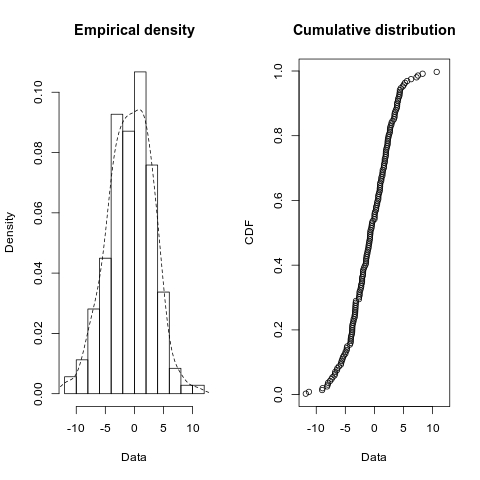 Empirical density
Density
0.00 0.02 0.04 0.06 0.08 0.10
-10 -5 0 5 10
Data
Cumulative distribution
CDF
0.0 0.2 0.4 0.6 0.8 1.0
-10 -5 0 5 10
Data